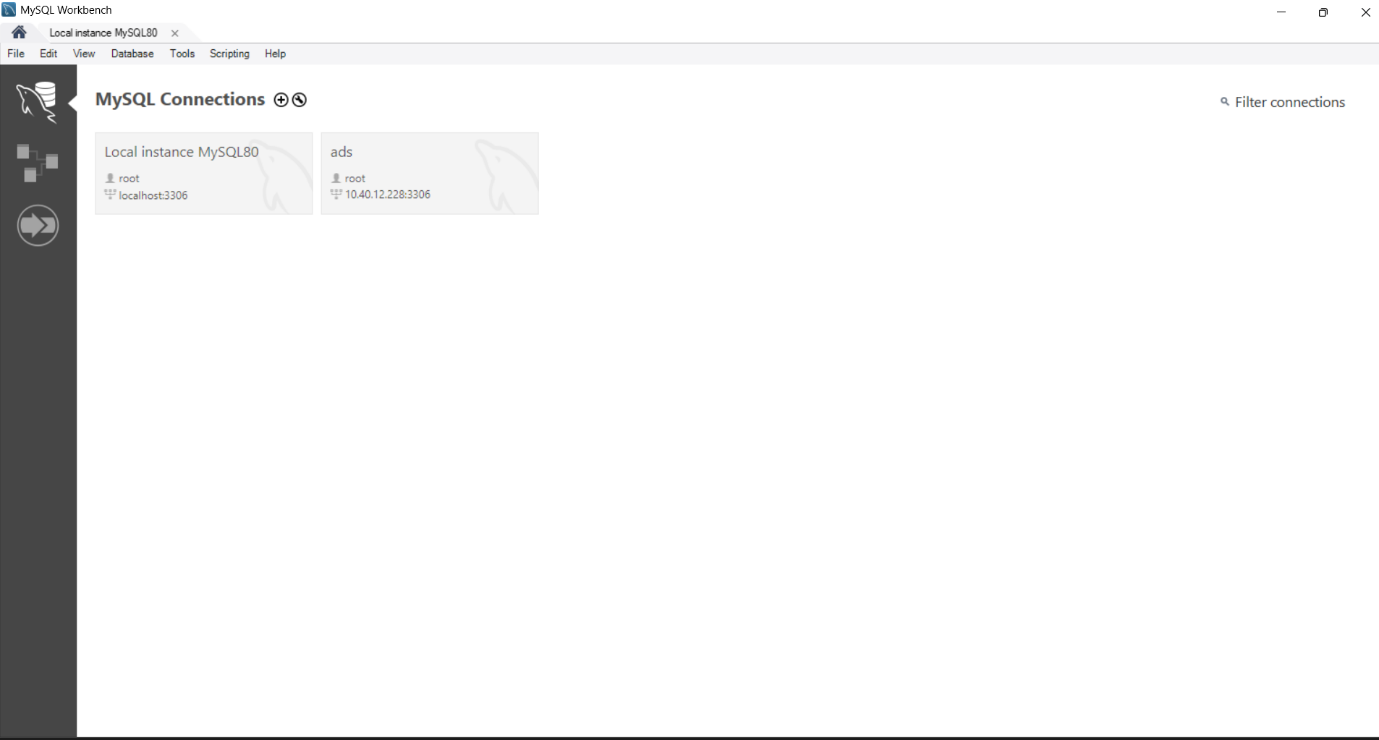 MySQL Workbench
Local instance MySQL80
File Edit View Database Tools Scripting Help
MySQL Connections
Filter connections
Local instance MySQL80
root
localhost:3306
ads
root
10.40.12.228:3306